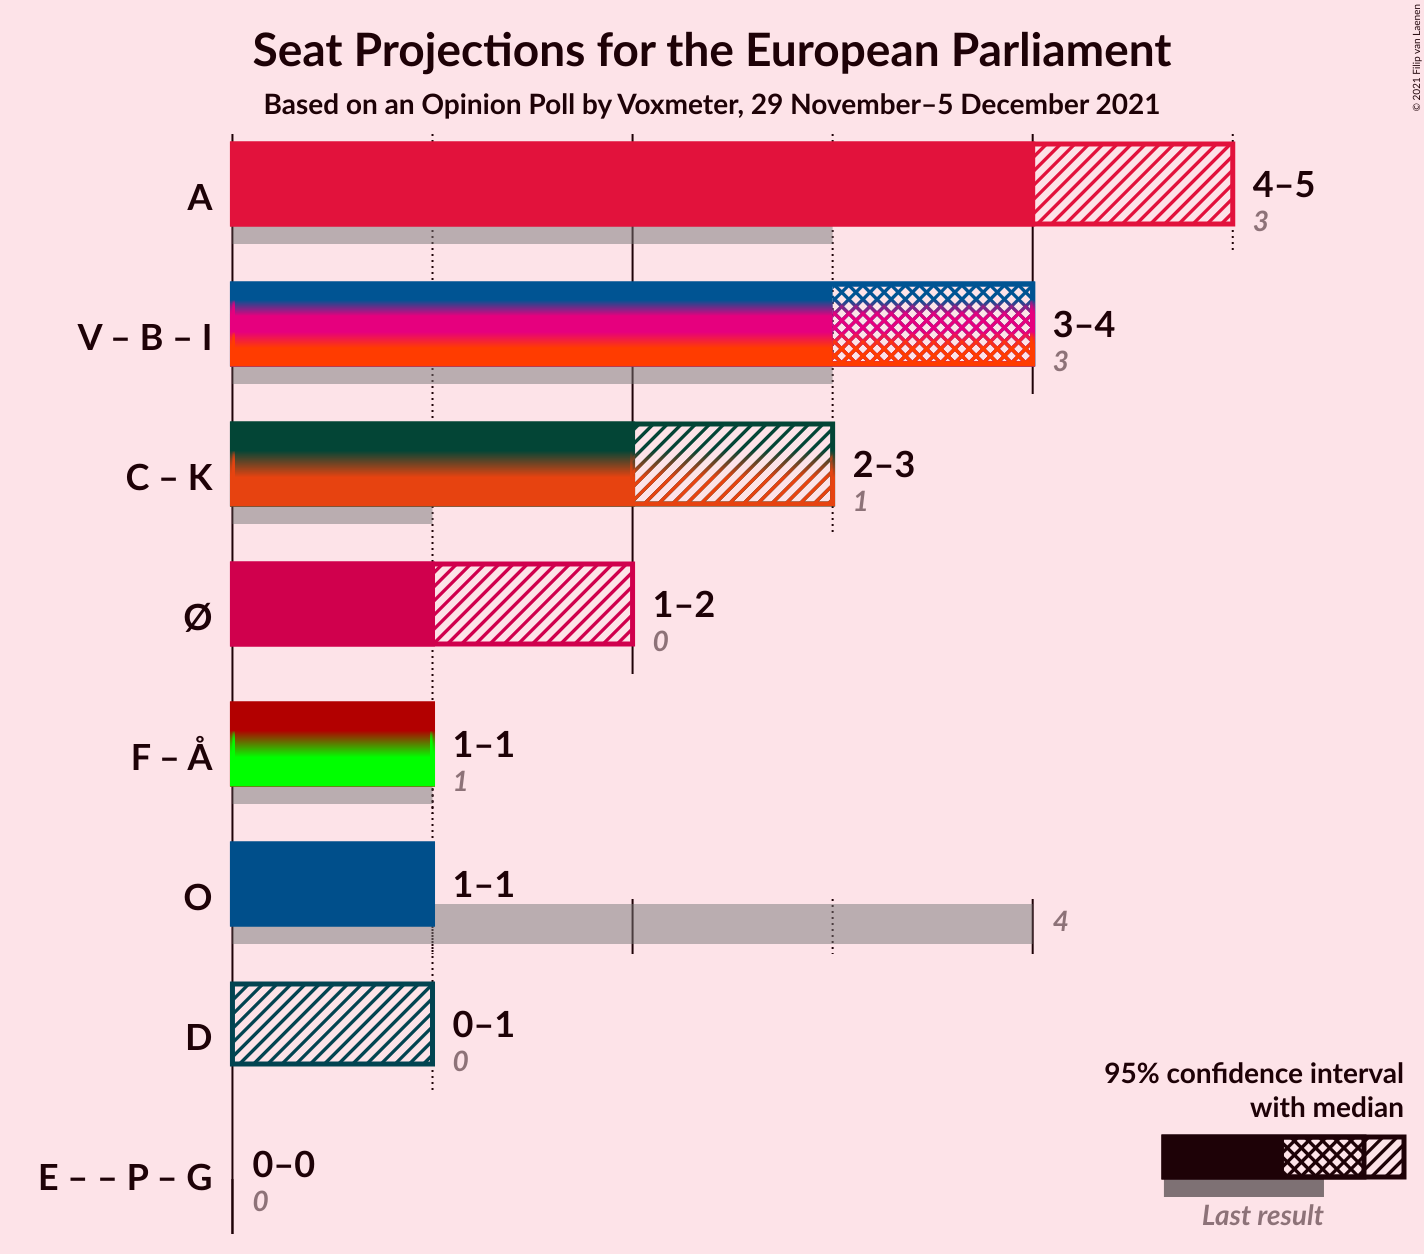 Seat Projections for the European Parliament
Based on an Opinion Poll by Voxmeter, 29 November–5 December 2021
© 2021 Filip van Laenen
A
4–5
3
V – B – I
3–4
3
C – K
2–3
1
Ø
1–2
0
F – Å
1–1
1
O
1–1
4
D
0–1
0
E – – P – G
0–0
0
95% confidence interval
with median
Last result